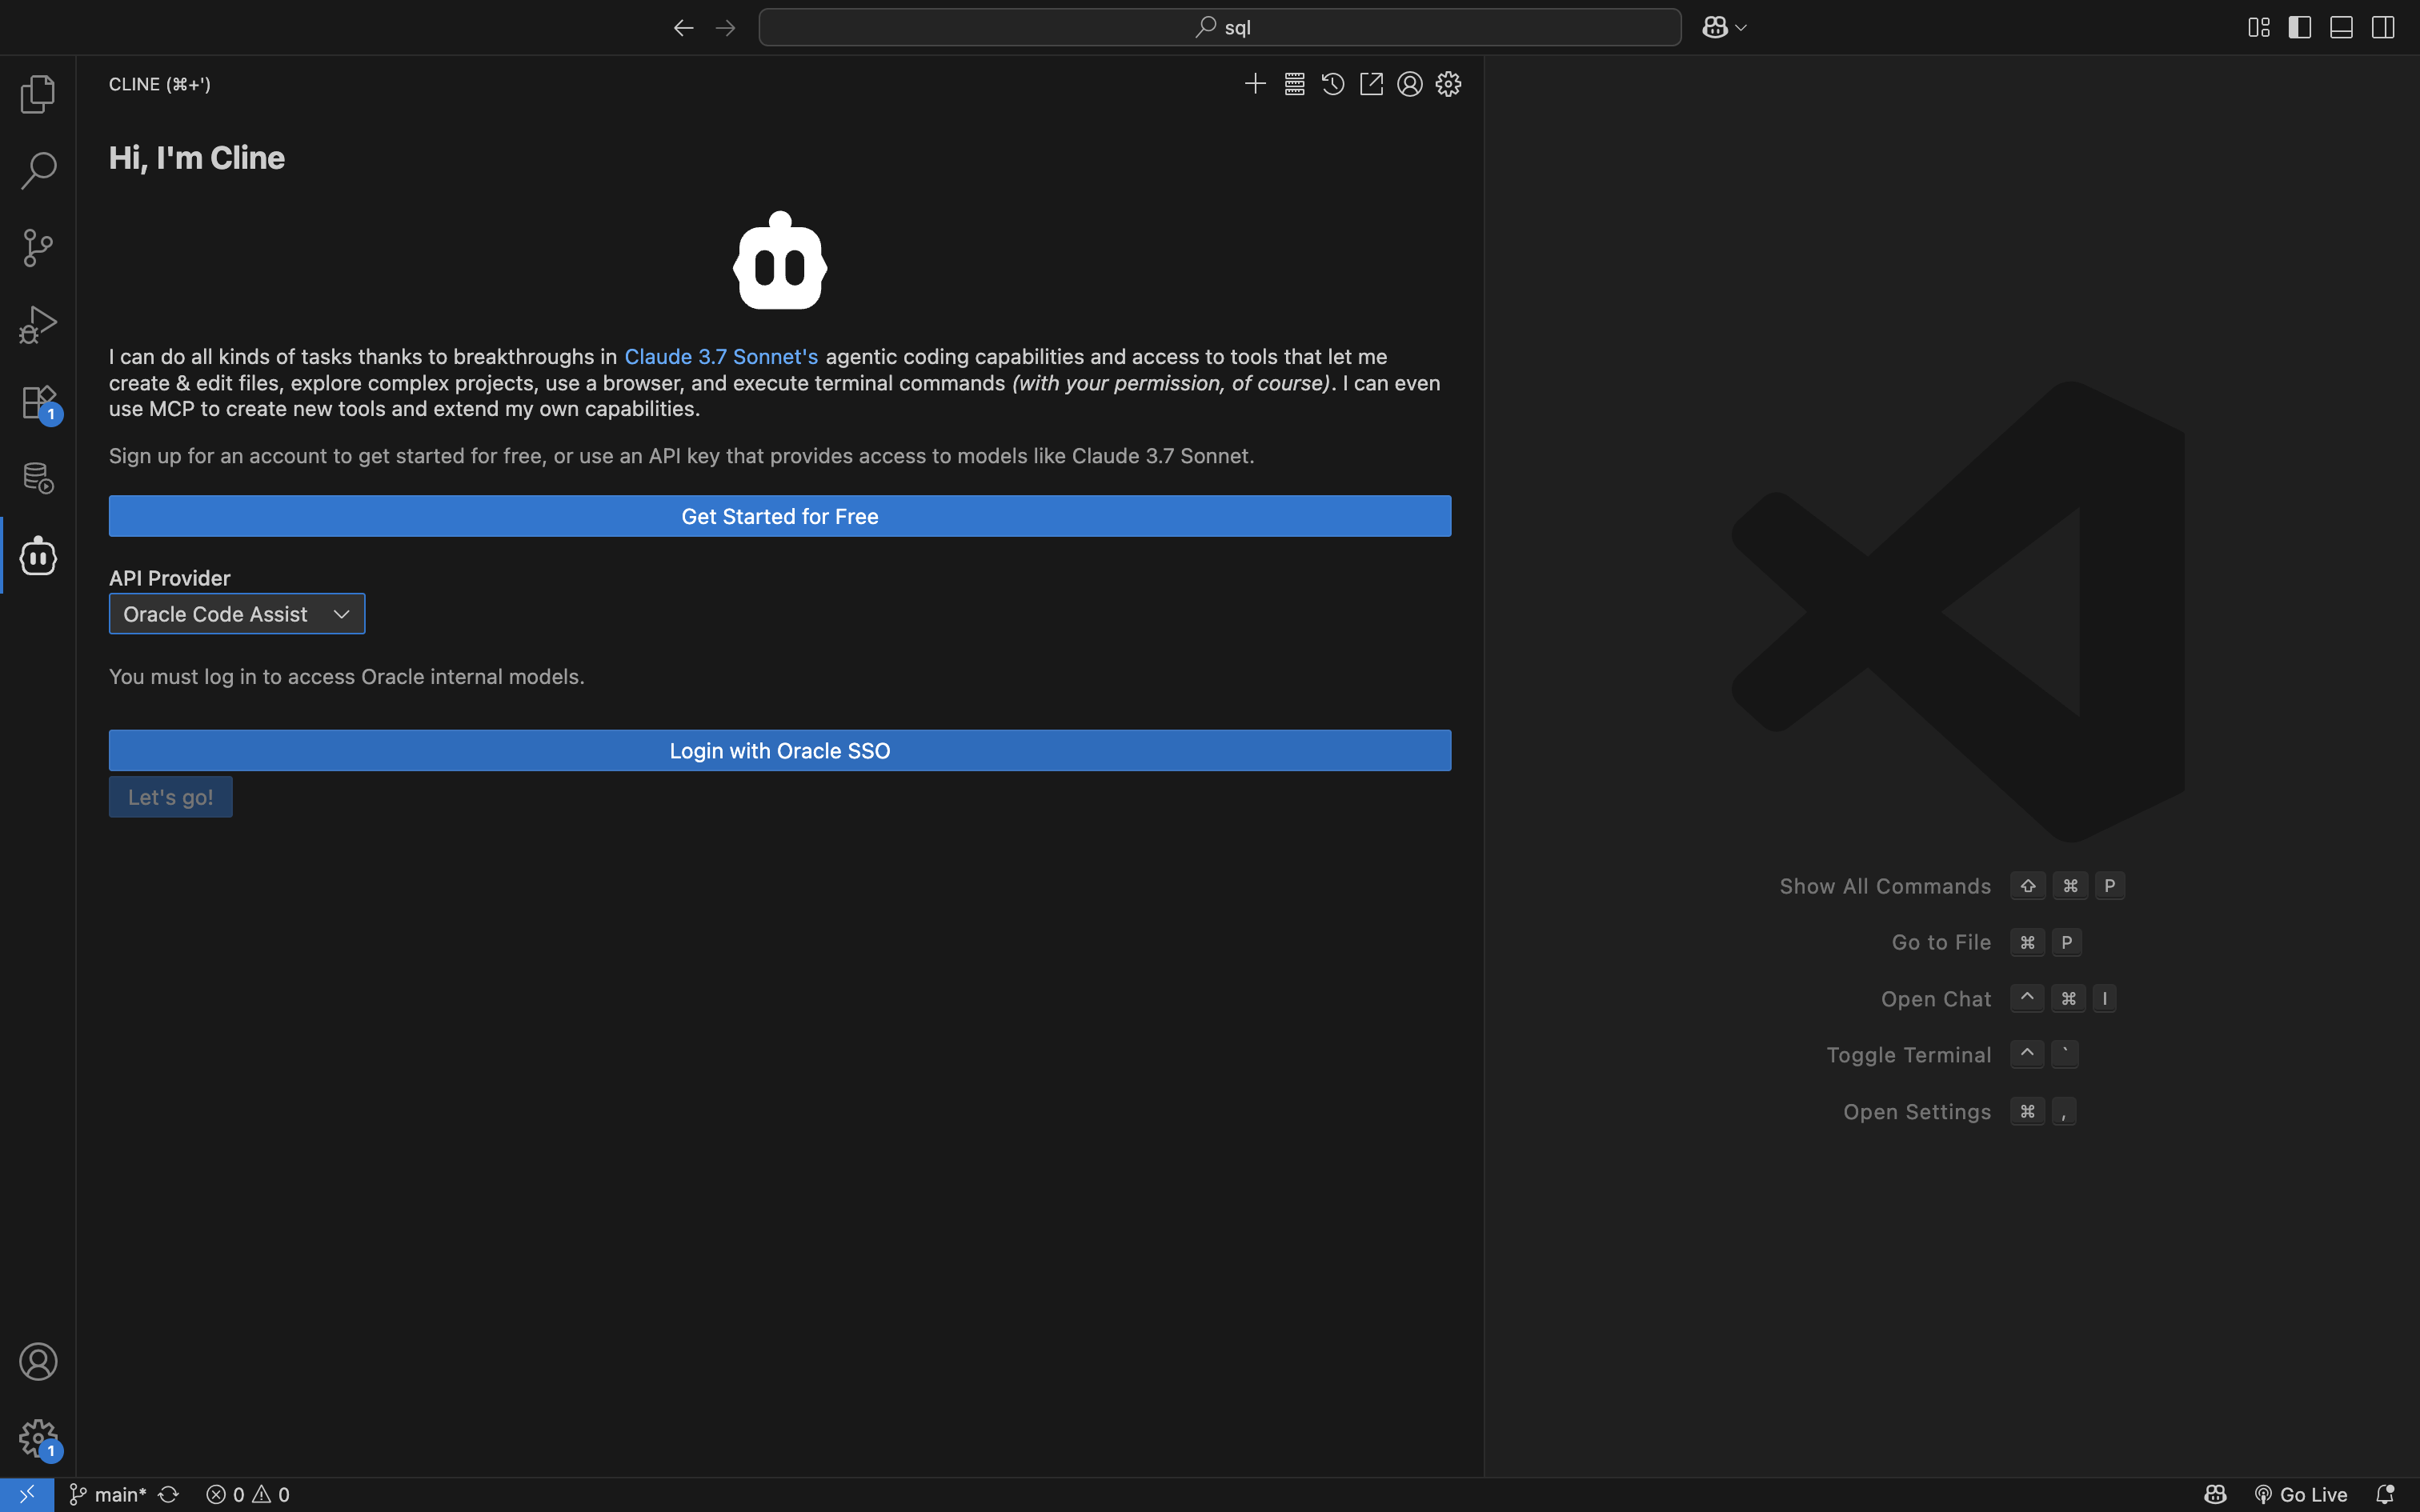 sql
CLINE (⌘+')
Hi, I'm Cline
I can do all kinds of tasks thanks to breakthroughs in Claude 3.7 Sonnet's agentic coding capabilities and access to tools that let me
create & edit files, explore complex projects, use a browser, and execute terminal commands (with your permission, of course). I can even
use MCP to create new tools and extend my own capabilities.
Sign up for an account to get started for free, or use an API key that provides access to models like Claude 3.7 Sonnet.
1
Get Started for Free
API Provider
Oracle Code Assist
You must log in to access Oracle internal models.
Login with Oracle SSO
Let's go!
Show All Commands ⇧ ⌘ P
Go to File ⌘ P
Open Chat ^ ⌘ I
Toggle Terminal ^ `
Open Settings ⌘ ,
1
main* 0 0 Go Live